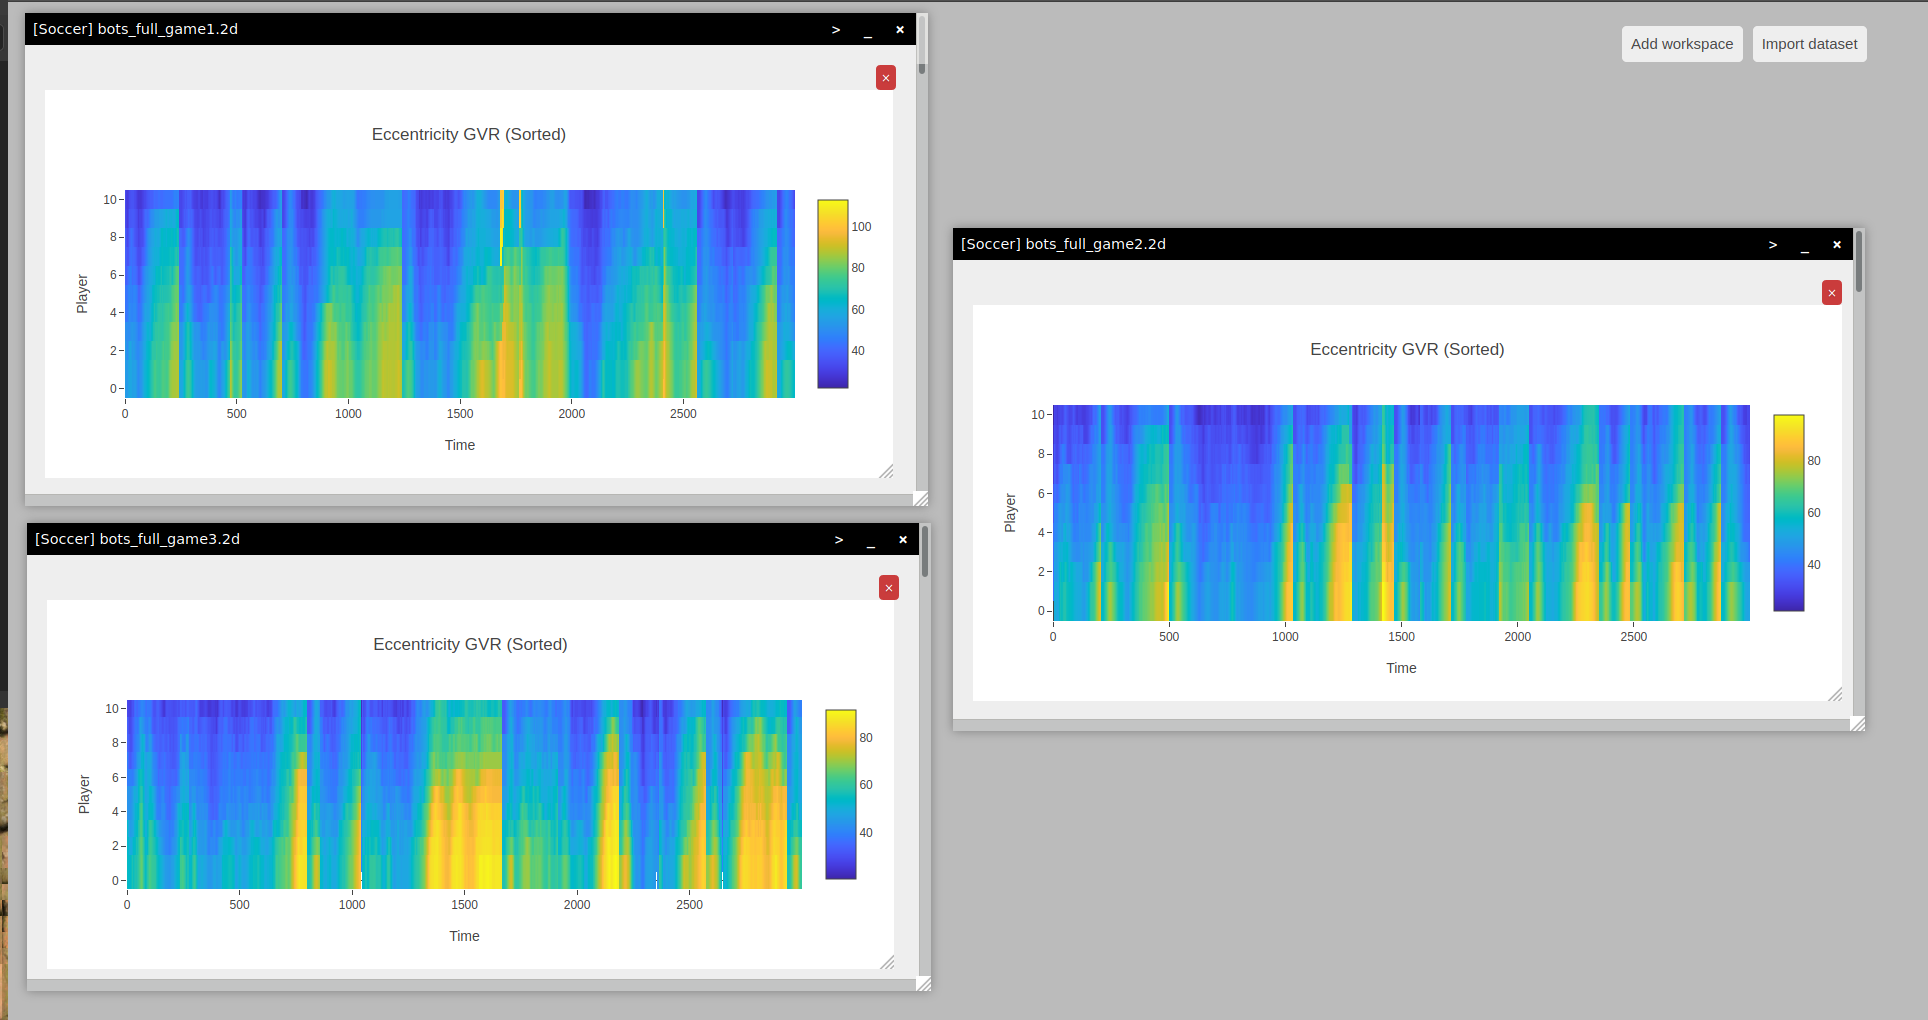 [Soccer] bots_full_game1.2d > _ ×
×
Eccentricity GVR (Sorted)
10
8
6
4
2
0
Player
0 500 1000 1500 2000 2500
Time
100
80
60
40
Add workspace Import dataset
[Soccer] bots_full_game2.2d > _ ×
×
Eccentricity GVR (Sorted)
10
8
6
4
2
0
Player
0 500 1000 1500 2000 2500
Time
80
60
40
[Soccer] bots_full_game3.2d > _ ×
×
Eccentricity GVR (Sorted)
10
8
6
4
2
0
Player
0 500 1000 1500 2000 2500
Time
80
60
40